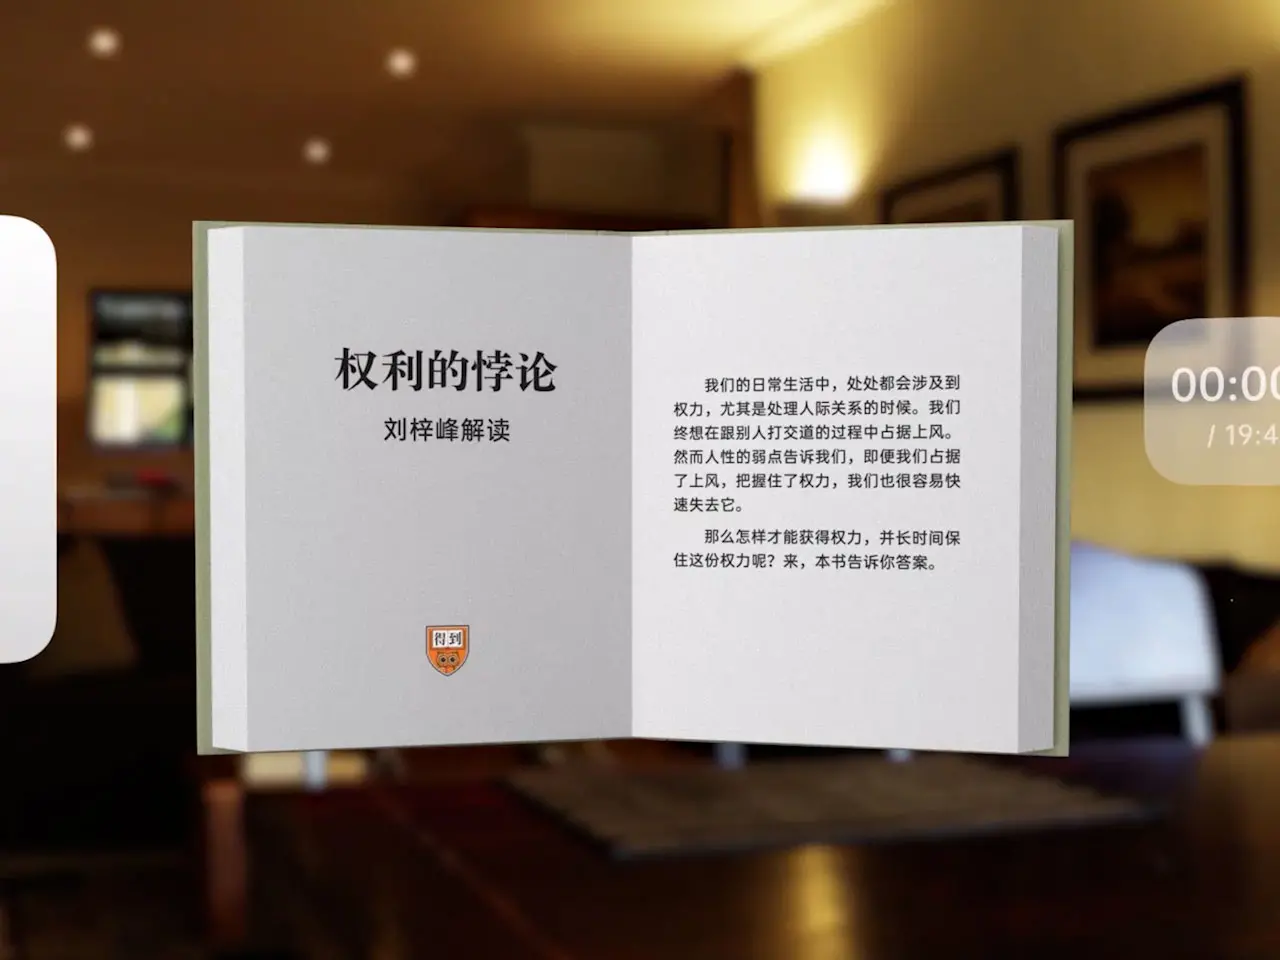 权利的悖论
刘梓峰解读
得到
我们的日常生活中，处处都会涉及到
权力，尤其是处理人际关系的时候。我们
终想在跟别人打交道的过程中占据上风。
然而人性的弱点告诉我们，即便我们占据
了上风，把握住了权力，我们也很容易快
速失去它。
那么怎样才能获得权力，并长时间保
住这份权力呢？来，本书告诉你答案。
00:00
/ 19:4